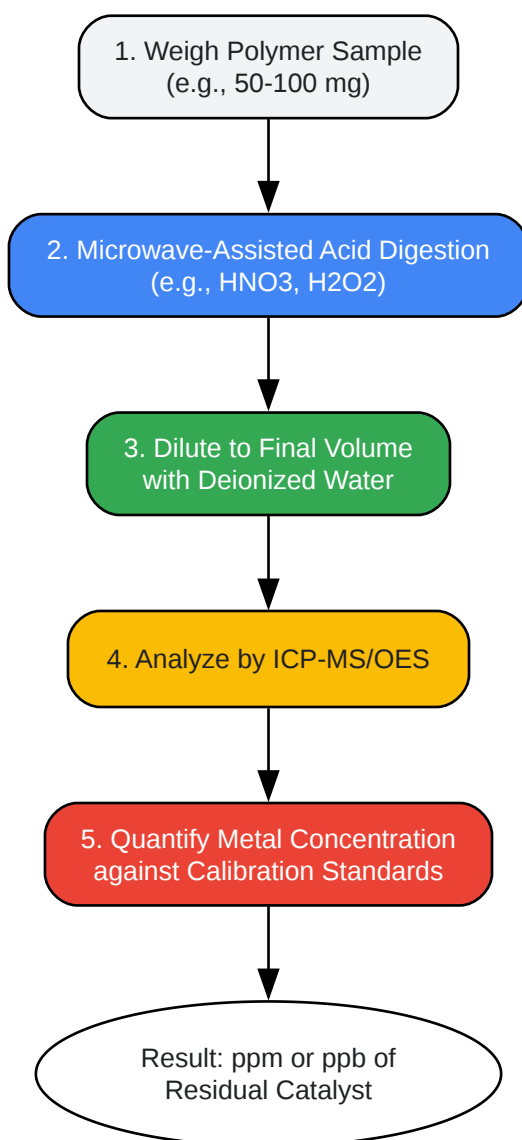 1. Weigh Polymer Sample
(e.g., 50-100 mg)
2. Microwave-Assisted Acid Digestion
(e.g., HNO3, H2O2)
3. Dilute to Final Volume
with Deionized Water
4. Analyze by ICP-MS/OES
5. Quantify Metal Concentration
against Calibration Standards
Result: ppm or ppb of
Residual Catalyst